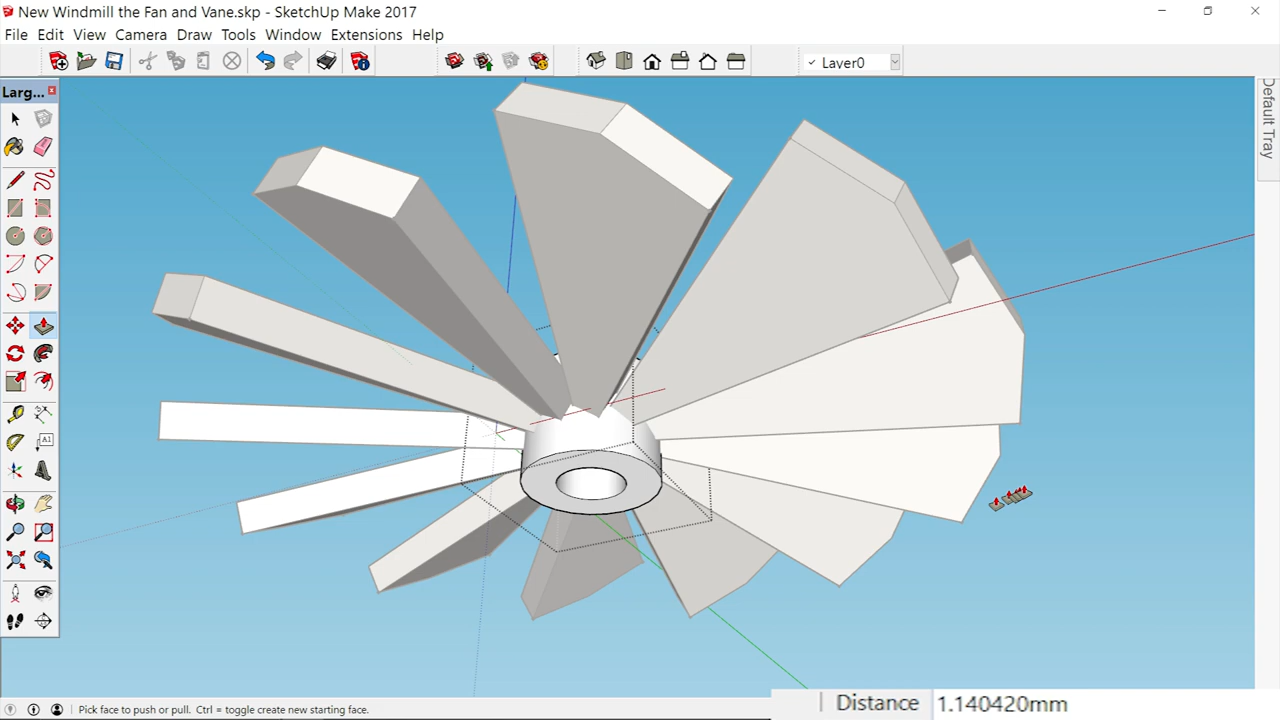 New Windmill the Fan and Vane.skp - SketchUp Make 2017
File Edit View Camera Draw Tools Window Extensions Help
✓ Layer0
Larg...
Default Tray
A1
Pick face to push or pull. Ctrl = toggle create new starting face.
Distance 1.140420mm